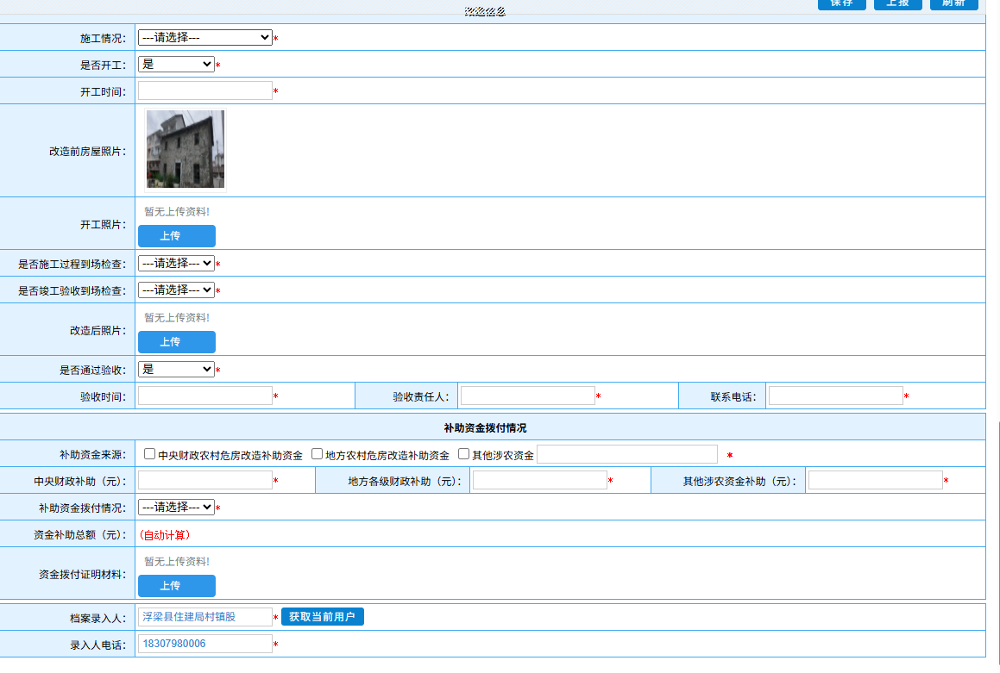 保存 上报 刷新
改造信息
施工情况： ---请选择--- *
是否开工： 是 *
开工时间： *
改造前房屋照片：
暂无上传资料!
开工照片：
上传
是否施工过程到场检查： ---请选择--- *
是否竣工验收到场检查： ---请选择--- *
暂无上传资料!
改造后照片：
上传
是否通过验收： 是 *
验收时间： * 验收责任人： * 联系电话： *
补助资金拨付情况
补助资金来源： 中央财政农村危房改造补助资金 地方农村危房改造补助资金 其他涉农资金 *
中央财政补助（元）： * 地方各级财政补助（元）： * 其他涉农资金补助（元）： *
补助资金拨付情况： ---请选择--- *
资金补助总额（元）： (自动计算)
暂无上传资料!
资金拨付证明材料：
上传
档案录入人： 浮梁县住建局村镇股 * 获取当前用户
录入人电话： 18307980006 *